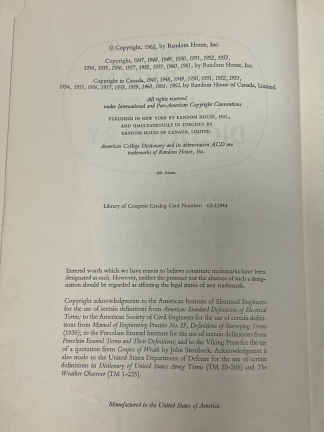 © Copyright, 1962, by Random House, Inc.
Copyright, 1947, 1948, 1949, 1950, 1951, 1952, 1953,
1954, 1955, 1956, 1957, 1958, 1959, 1960, 1961, by Random House, Inc.
Copyright in Canada, 1947, 1948, 1949, 1950, 1951, 1952, 1953,
1954, 1955, 1956, 1957, 1958, 1959, 1960, 1961, 1962, by Random House of Canada, Limited
All rights reserved
under International and Pan-American Copyright Conventions
PUBLISHED IN NEW YORK BY RANDOM HOUSE, INC.,
AND SIMULTANEOUSLY IN TORONTO BY
RANDOM HOUSE OF CANADA, LIMITED.
American College Dictionary and its abbreviation ACD are
trademarks of Random House, Inc.
Library of Congress Catalog Card Number:
Entered words which we have reason to believe constitute trademarks have been
designated as such. However, neither the presence nor the absence of such a desig-
nation should be regarded as affecting the legal status of any trademark.
Copyright acknowledgment to the American Institute of Electrical Engineers
for the use of certain definitions from American Standard Definitions of Electrical
Terms; to the American Society of Civil Engineers for the use of certain defini-
tions from Manual of Engineering Practice No. 15, Definitions of Surveying Terms
(1938); to the Porcelain Enamel Institute for the use of certain definitions from
Porcelain Enamel Terms and Their Definitions; and to the Viking Press for the use
of a quotation from Grapes of Wrath by John Steinbeck. Acknowledgment is
also made to the United States Department of Defense for the use of certain
definitions in Dictionary of United States Army Terms [TM 20-205] and The
Weather Observer [TM 1-235].
Manufactured in the United States of America